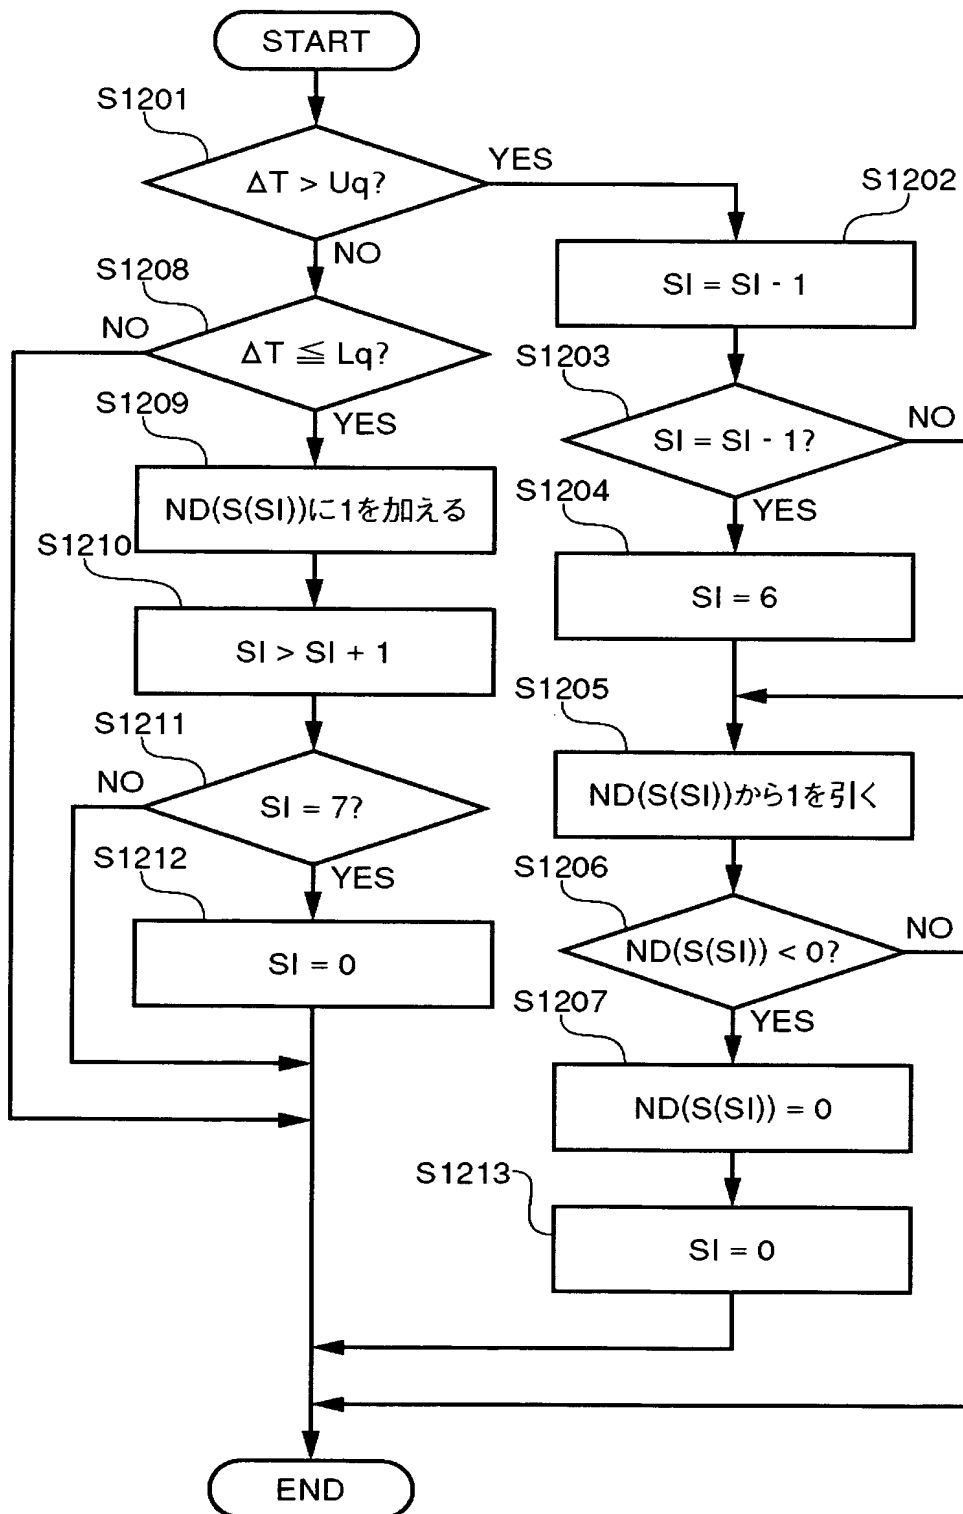 START
S1201
ΔT > Uq?
YES
NO
S1202
SI = SI - 1
S1208
NO
ΔT ≦ Lq?
YES
S1203
SI = SI - 1?
NO
YES
S1209
ND(S(SI))に1を加える
S1204
SI = 6
S1210
SI > SI + 1
S1205
ND(S(SI))から1を引く
S1211
NO
SI = 7?
YES
S1206
ND(S(SI)) < 0?
NO
YES
S1212
SI = 0
S1207
ND(S(SI)) = 0
S1213
SI = 0
END